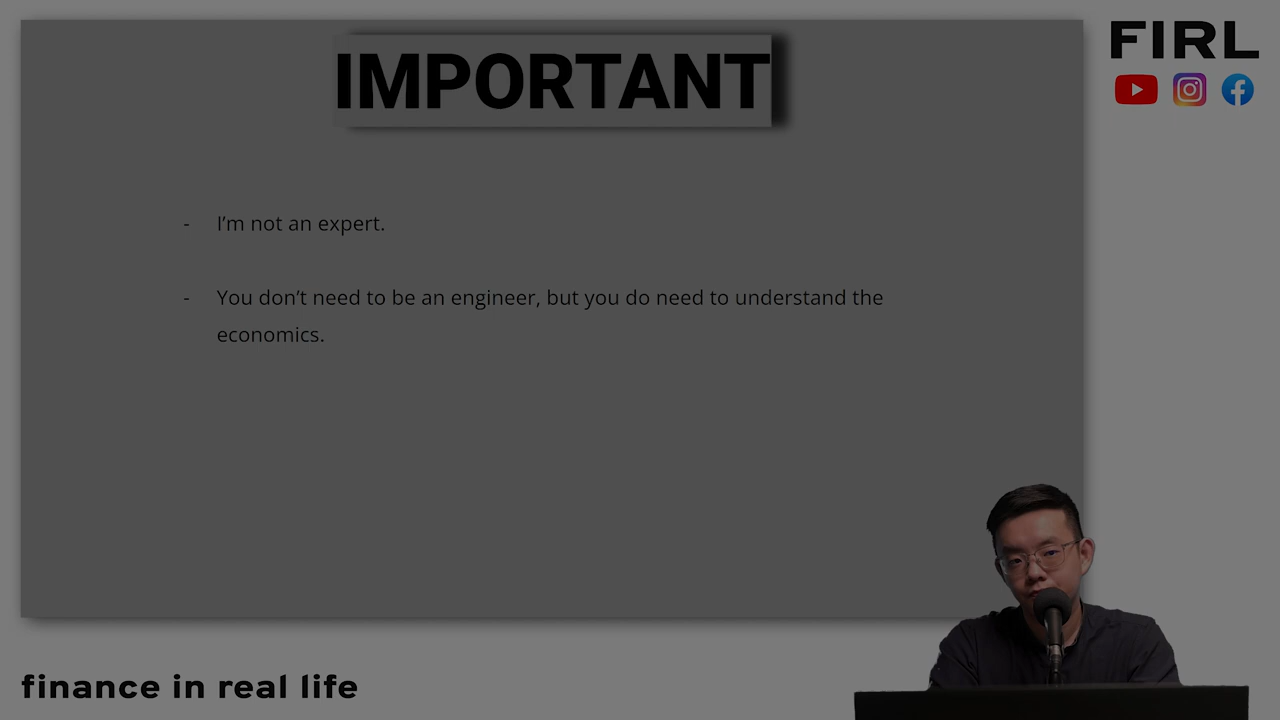 FIRL
IMPORTANT
- I'm not an expert.
- You don't need to be an engineer, but you do need to understand the
economics.
finance in real life